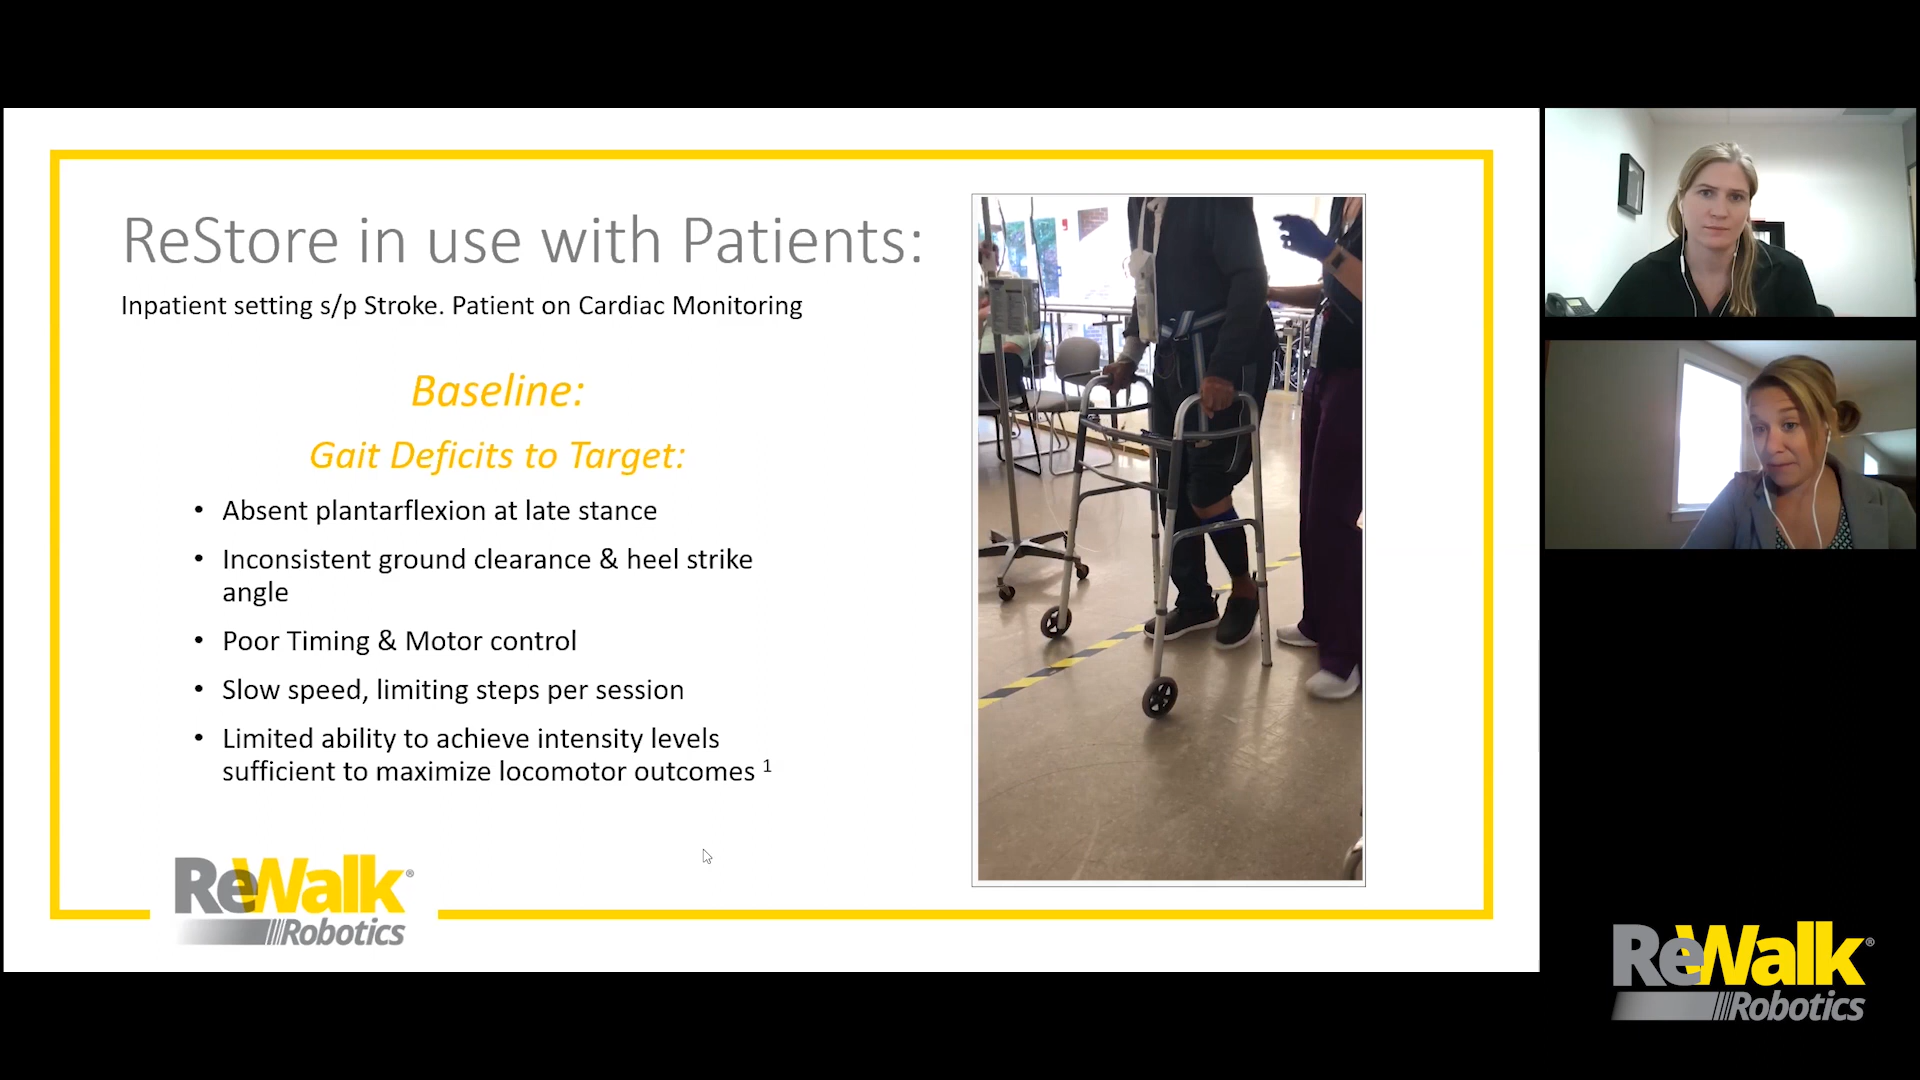 ReStore in use with Patients:
Inpatient setting s/p Stroke. Patient on Cardiac Monitoring
Baseline:
Gait Deficits to Target:
• Absent plantarflexion at late stance
• Inconsistent ground clearance & heel strike
angle
• Poor Timing & Motor control
• Slow speed, limiting steps per session
• Limited ability to achieve intensity levels
sufficient to maximize locomotor outcomes ¹
ReWalk®
Robotics
ReWalk®
Robotics